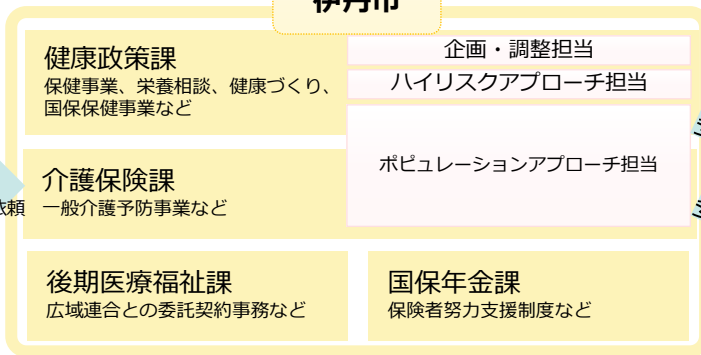 伊丹市
健康政策課
保健事業、栄養相談、健康づくり、
国保保健事業など
企画・調整担当
ハイリスクアプローチ担当
ポピュレーションアプローチ担当
介護保険課
依頼
一般介護予防事業など
後期医療福祉課
広域連合との委託契約事務など
国保年金課
保険者努力支援制度など